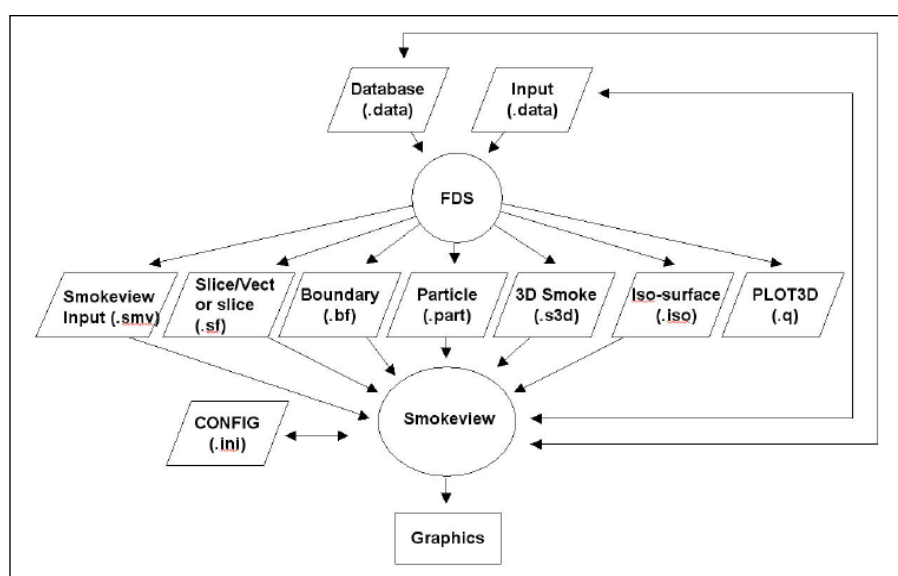 Database
(.data)
Input
(.data)
FDS
Smokeview
Input (.smv)
Slice/Vect
or slice
(.sf)
Boundary
(.bf)
Particle
(.part)
3D Smoke
(.s3d)
Iso-surface
(.iso)
PLOT3D
(.q)
CONFIG
(.ini)
Smokeview
Graphics